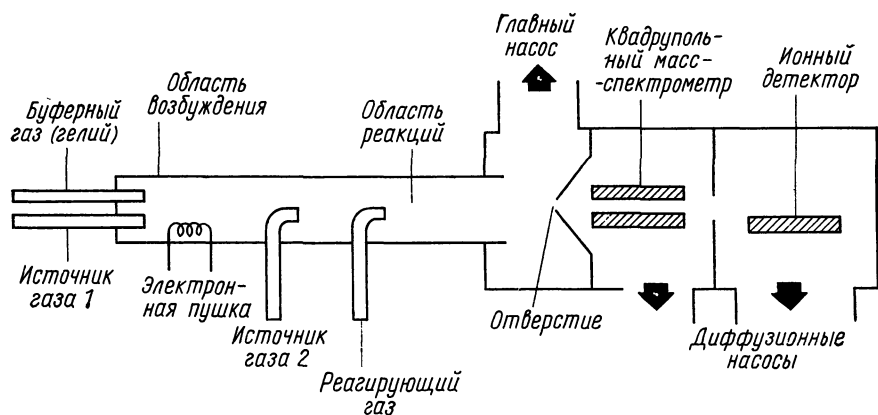 Главный
насос
Квадруполь-
ный масс-
-спектрометр
Ионный
детектор
Область
возбуждения
Буферный
газ (гелий)
Область
реакций
Источник
газа 1
Электрон-
ная пушка
Источник
газа 2
Реагирующий
газ
Отверстие
Диффузионные
насосы